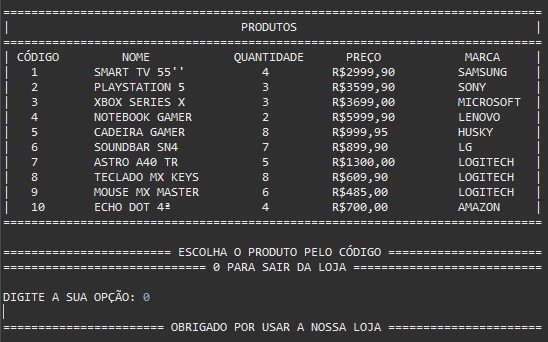 ================================================================================
| PRODUTOS |
================================================================================
| CÓDIGO NOME QUANTIDADE PREÇO MARCA |
| 1 SMART TV 55'' 4 R$2999,90 SAMSUNG |
| 2 PLAYSTATION 5 3 R$3599,90 SONY |
| 3 XBOX SERIES X 3 R$3699,00 MICROSOFT |
| 4 NOTEBOOK GAMER 2 R$5999,90 LENOVO |
| 5 CADEIRA GAMER 8 R$999,95 HUSKY |
| 6 SOUNDBAR SN4 7 R$899,90 LG |
| 7 ASTRO A40 TR 5 R$1300,00 LOGITECH |
| 8 TECLADO MX KEYS 8 R$609,90 LOGITECH |
| 9 MOUSE MX MASTER 6 R$485,00 LOGITECH |
| 10 ECHO DOT 4ª 4 R$700,00 AMAZON |
================================================================================
========================= ESCOLHA O PRODUTO PELO CÓDIGO =======================
============================== 0 PARA SAIR DA LOJA ============================
DIGITE A SUA OPÇÃO: 0
======================== OBRIGADO POR USAR A NOSSA LOJA =======================